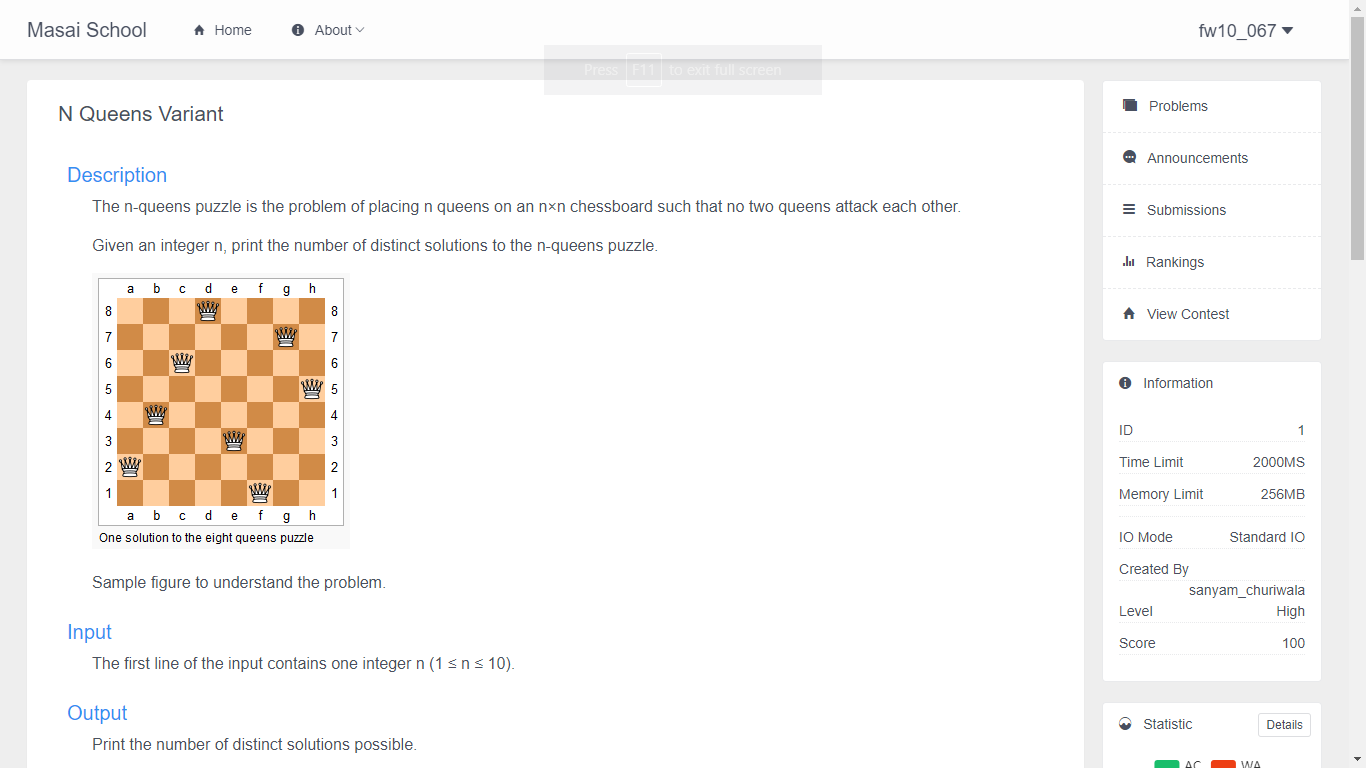 Masai School
Home
About
fw10_067
Press F11 to exit full screen
N Queens Variant
Description
The n-queens puzzle is the problem of placing n queens on an n×n chessboard such that no two queens attack each other.
Given an integer n, print the number of distinct solutions to the n-queens puzzle.
a b c d e f g h
8 8
7 7
6 6
5 5
4 4
3 3
2 2
1 1
a b c d e f g h
One solution to the eight queens puzzle
Sample figure to understand the problem.
Input
The first line of the input contains one integer n (1 ≤ n ≤ 10).
Output
Print the number of distinct solutions possible.
Problems
Announcements
Submissions
Rankings
View Contest
Information
ID 1
Time Limit 2000MS
Memory Limit 256MB
IO Mode Standard IO
Created By
sanyam_churiwala
Level High
Score 100
Statistic Details
AC WA